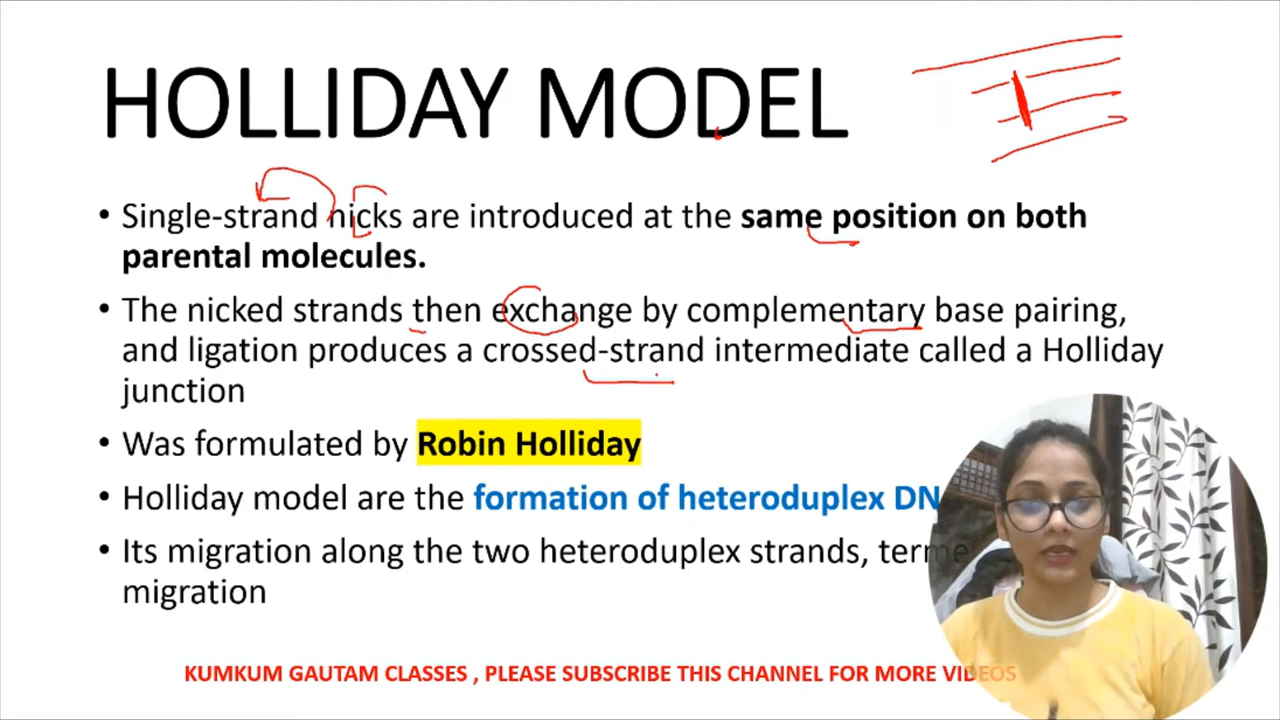 HOLLIDAY MODEL
• Single-strand nicks are introduced at the same position on both
parental molecules.
• The nicked strands then exchange by complementary base pairing,
and ligation produces a crossed-strand intermediate called a Holliday
junction
• Was formulated by Robin Holliday
• Holliday model are the formation of heteroduplex DN
• Its migration along the two heteroduplex strands, terme
migration
KUMKUM GAUTAM CLASSES , PLEASE SUBSCRIBE THIS CHANNEL FOR MORE VIDEOS